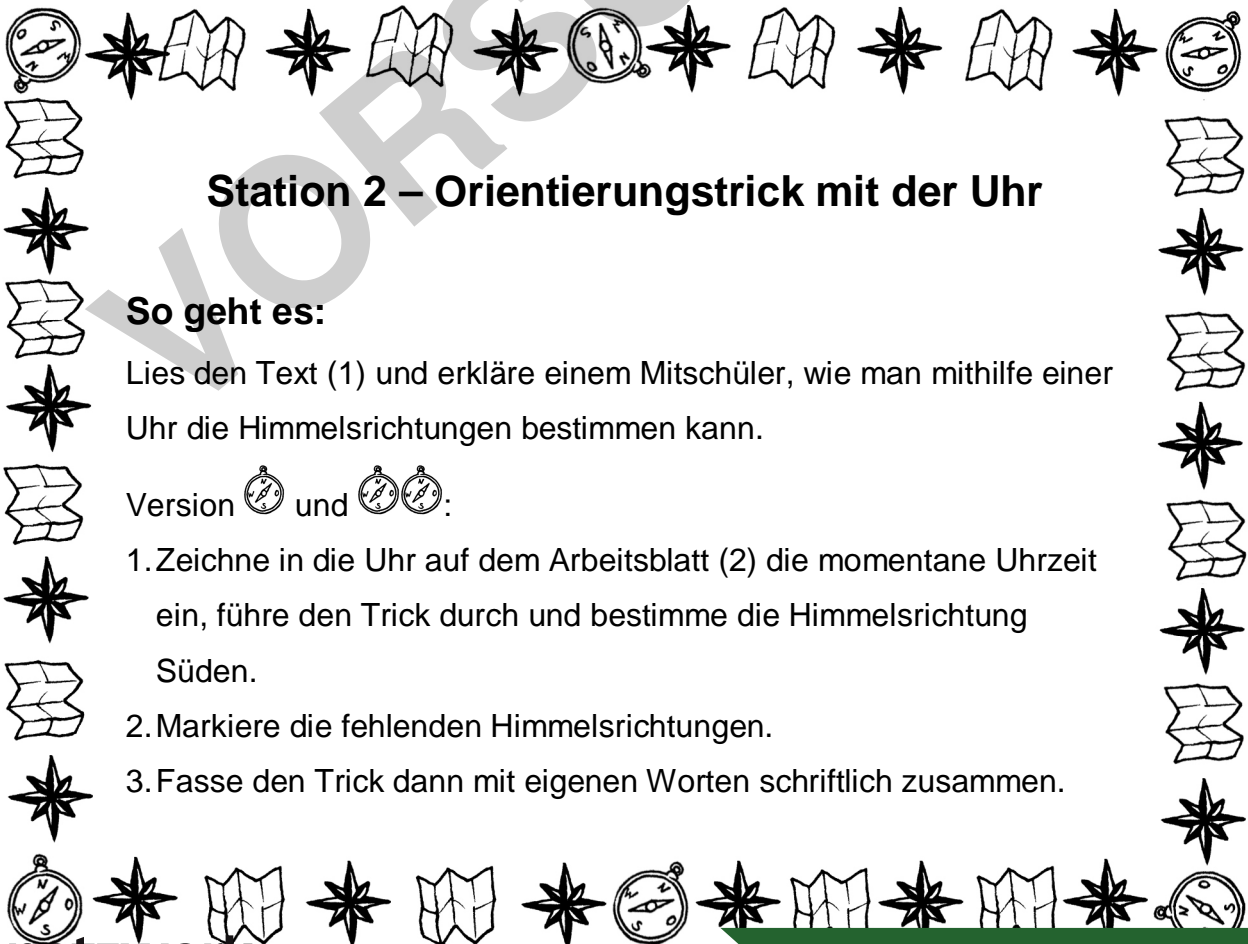 Station 2 – Orientierungstrick mit der Uhr
So geht es:
Lies den Text (1) und erkläre einem Mitschüler, wie man mithilfe einer
Uhr die Himmelsrichtungen bestimmen kann.
Version und :
1. Zeichne in die Uhr auf dem Arbeitsblatt (2) die momentane Uhrzeit
ein, führe den Trick durch und bestimme die Himmelsrichtung
Süden.
2. Markiere die fehlenden Himmelsrichtungen.
3. Fasse den Trick dann mit eigenen Worten schriftlich zusammen.